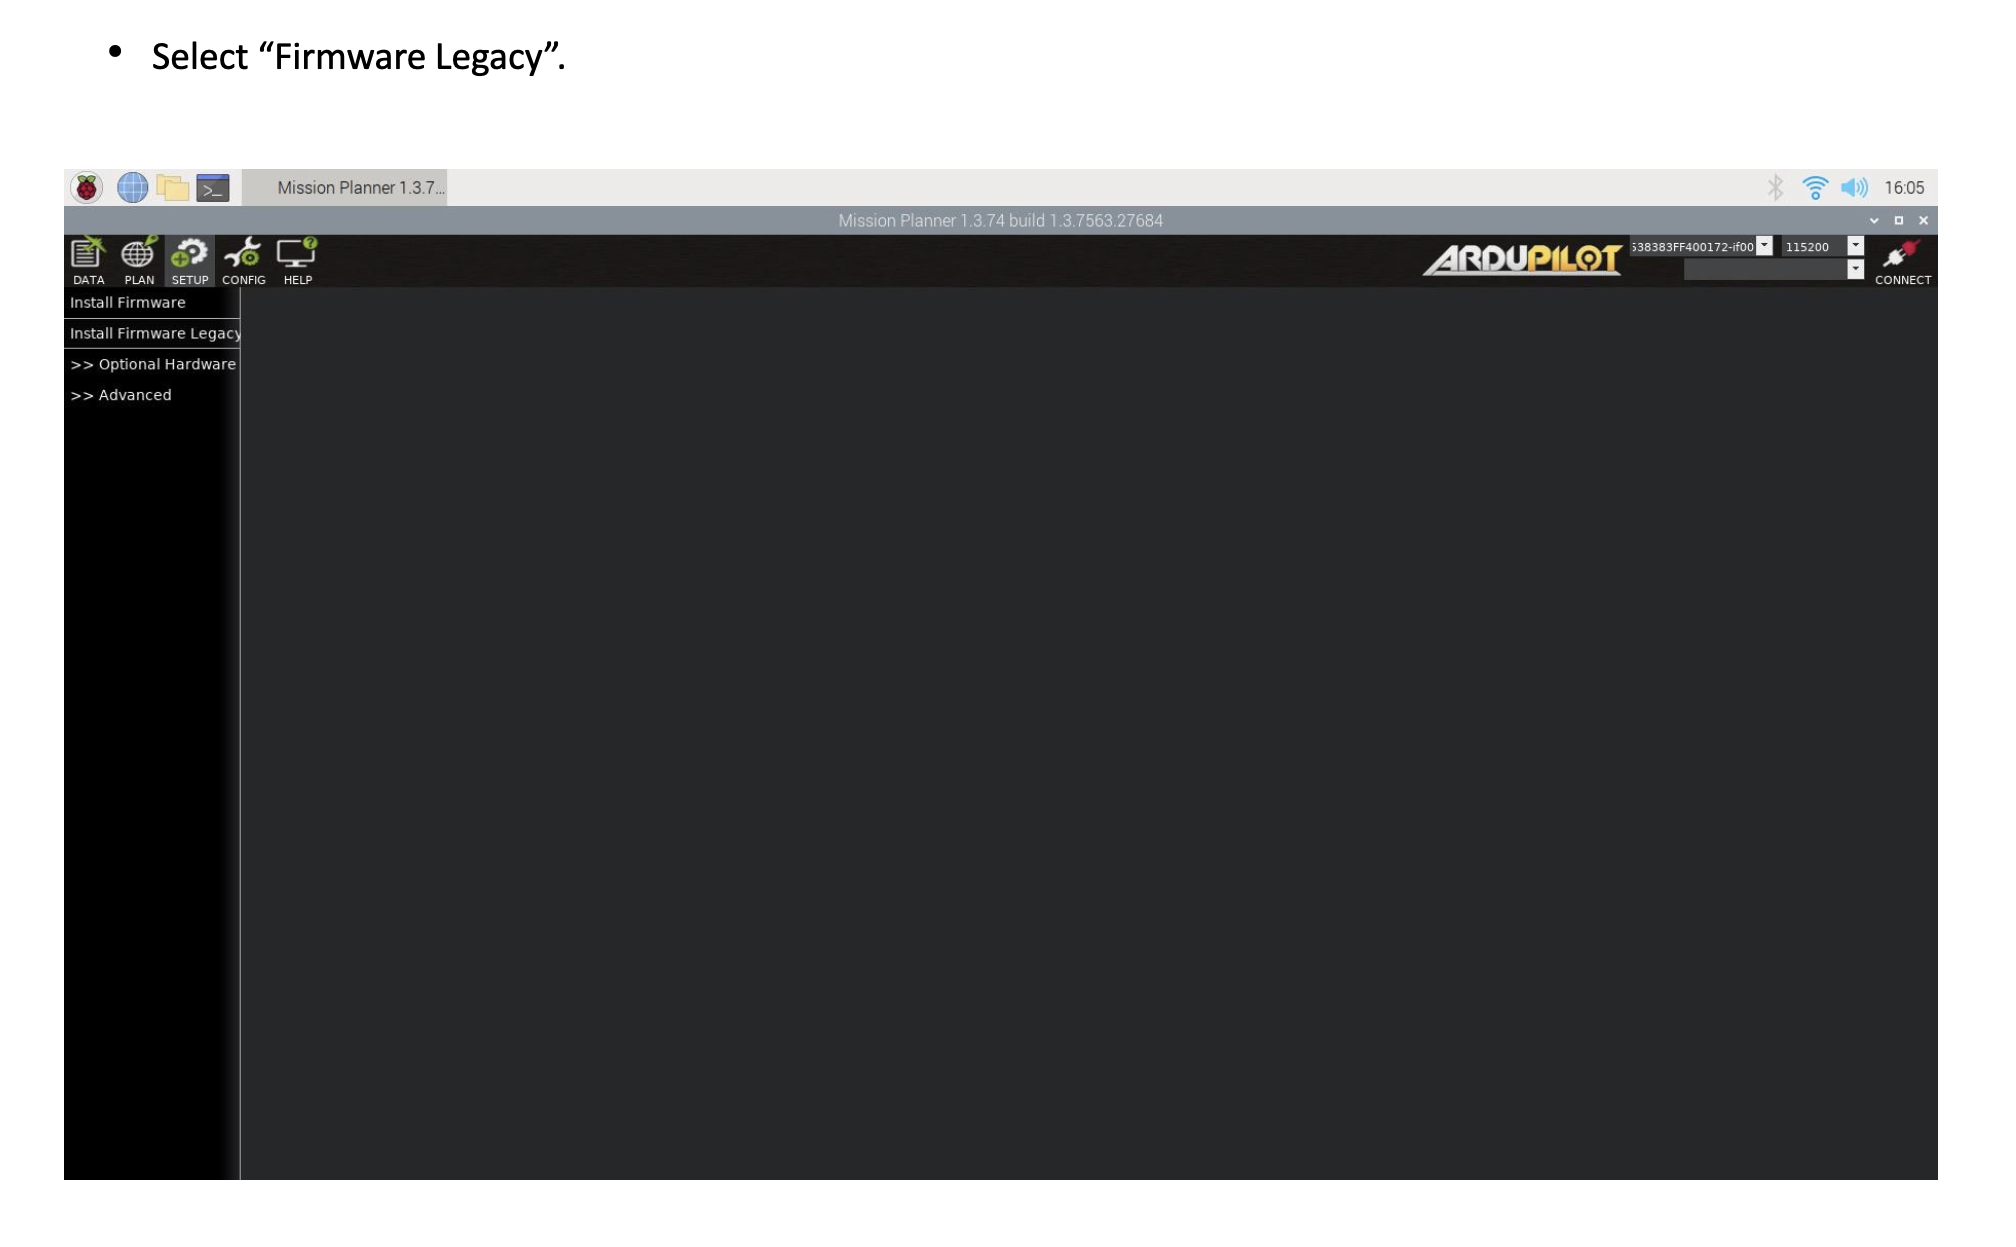 • Select “Firmware Legacy”.
Mission Planner 1.3.7... 16:05
Mission Planner 1.3.74 build 1.3.7563.27684
ARDUPILOT 538383FF400172-if00 115200
DATA PLAN SETUP CONFIG HELP CONNECT
Install Firmware
Install Firmware Legacy
>> Optional Hardware
>> Advanced